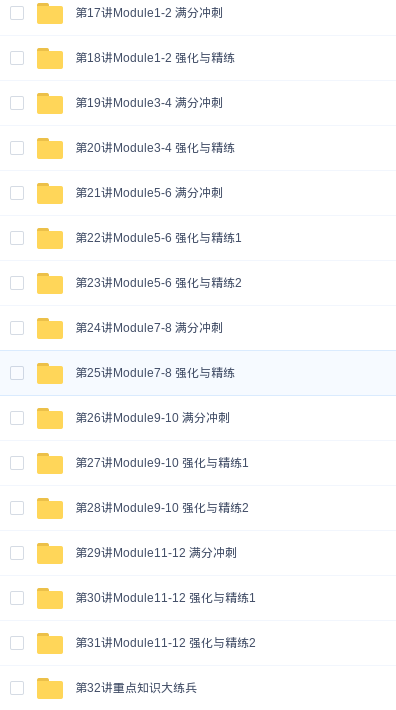 第17讲Module1-2 满分冲刺
第18讲Module1-2 强化与精练
第19讲Module3-4 满分冲刺
第20讲Module3-4 强化与精练
第21讲Module5-6 满分冲刺
第22讲Module5-6 强化与精练1
第23讲Module5-6 强化与精练2
第24讲Module7-8 满分冲刺
第25讲Module7-8 强化与精练
第26讲Module9-10 满分冲刺
第27讲Module9-10 强化与精练1
第28讲Module9-10 强化与精练2
第29讲Module11-12 满分冲刺
第30讲Module11-12 强化与精练1
第31讲Module11-12 强化与精练2
第32讲重点知识大练兵